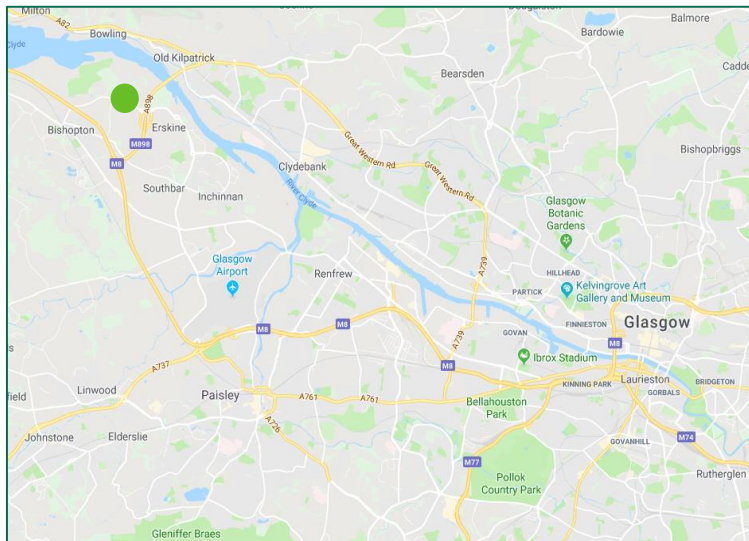 Milton
A82
Bowling
Balmore
Bardowie
Clyde
Old Kilpatrick
Bearsden
A898
Bishopton
Erskine
M898
M8
Great Western Rd
Great Western Rd
Bishopbriggs
Clydebank
Southbar
Inchinnan
River Clyde
Glasgow
Botanic
Gardens
Glasgow
Airport
Renfrew
A739
HILLHEAD
PARTICK
Kelvingrove Art
Gallery and Museum
M8
M8
A739
GOVAN
FINNIESTON
Glasgow
M8
A737
M8
Ibrox Stadium
Linwood
Paisley
A761
A761
KINNING PARK
Laurieston
BRIDGETON
GORBALS
Bellahouston
Park
Johnstone
Elderslie
A726
GOVANHILL
M74
M77
Pollok
Country Park
Rutherglen
Gleniffer Braes